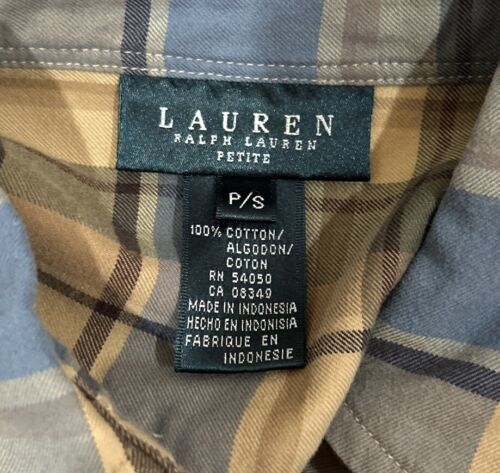 LAUREN
RALPH LAUREN
PETITE
P/S
100% COTTON/
ALGODON/
COTON
RN 54050
CA 08349
MADE IN INDONESIA
HECHO EN INDONISIA
FABRIQUE EN
INDONESIE